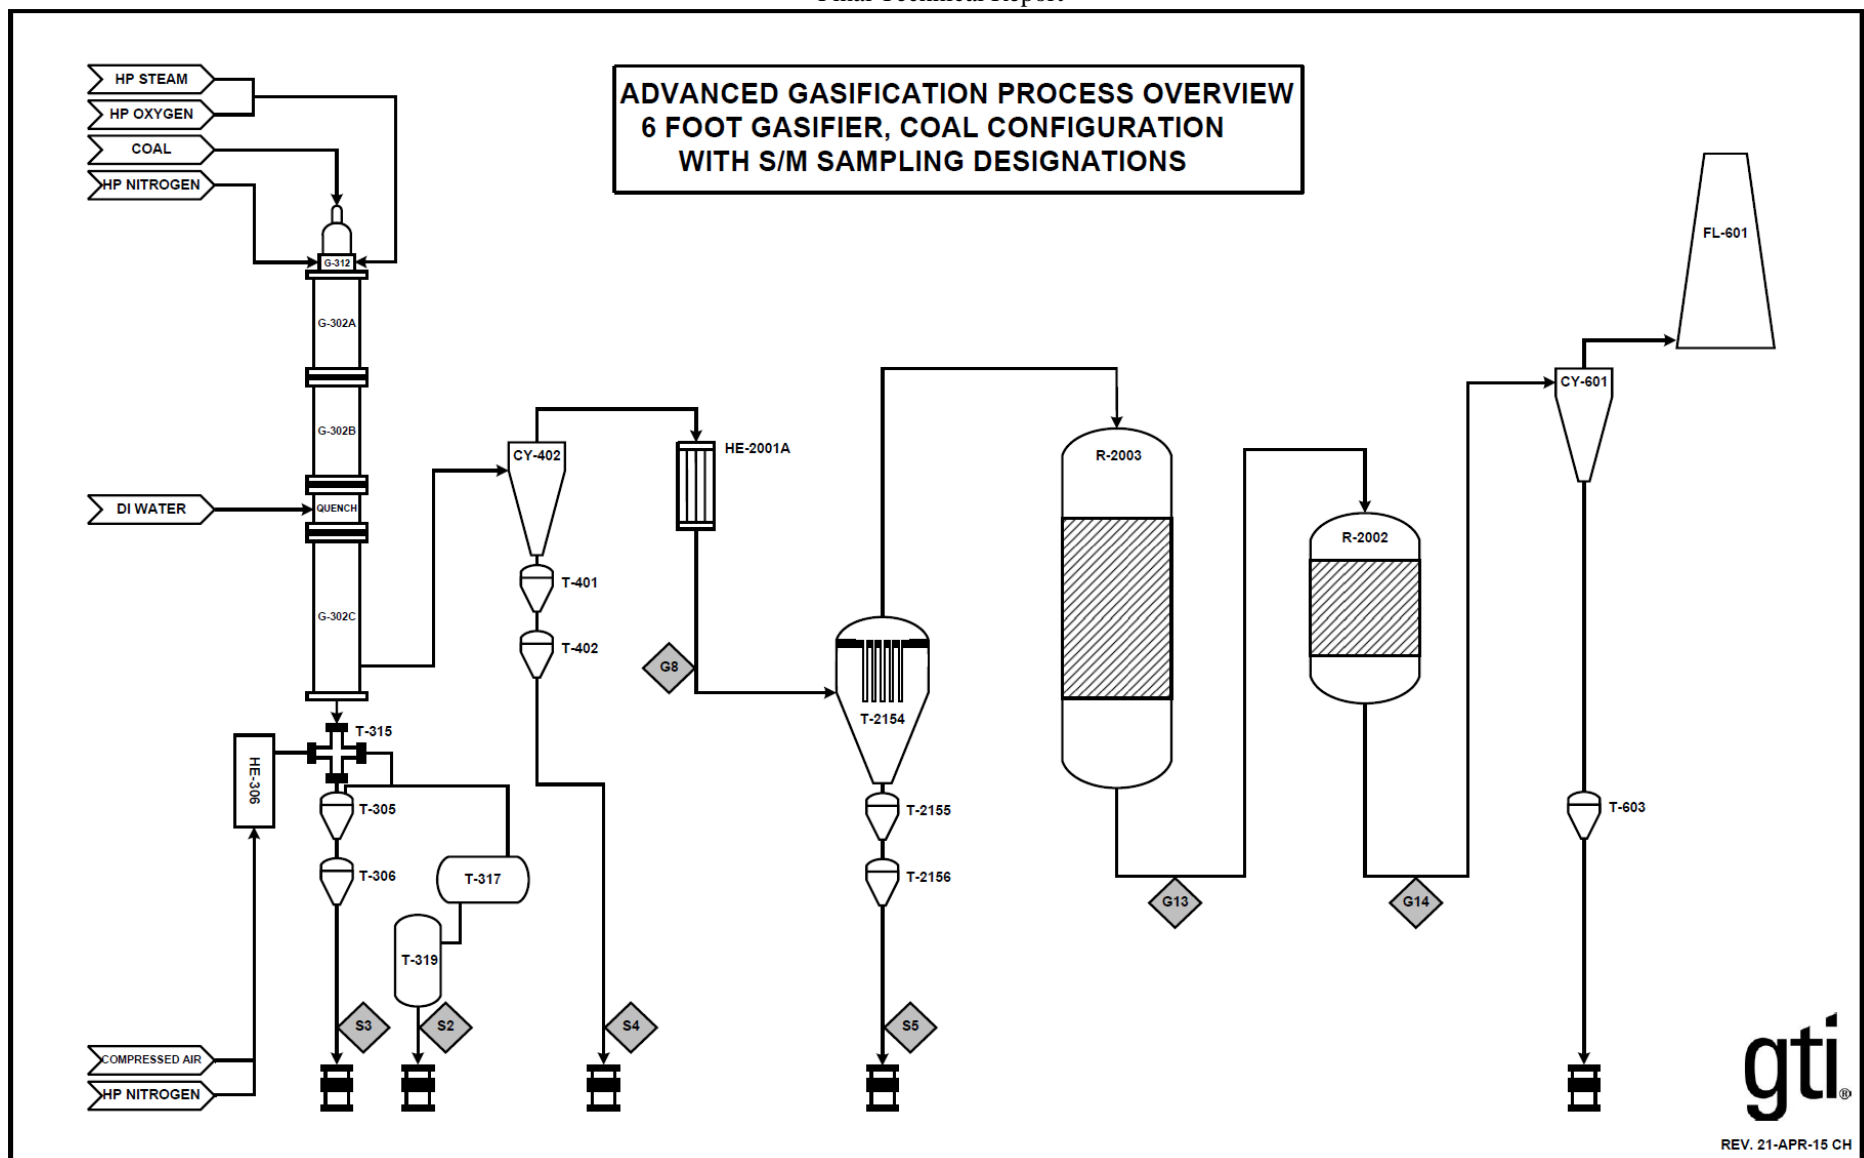 Final Technical Report
HP STEAM
HP OXYGEN
COAL
HP NITROGEN
ADVANCED GASIFICATION PROCESS OVERVIEW
6 FOOT GASIFIER, COAL CONFIGURATION
WITH S/M SAMPLING DESIGNATIONS
FL-601
G-312
G-302A
G-302B
QUENCH
DI WATER
G-302C
CY-402
HE-2001A
T-401
T-402
G8
T-2154
R-2003
R-2002
CY-601
T-315
HE-306
T-305
T-306
T-317
T-319
T-2155
T-2156
G13
G14
T-603
S3
S2
S4
S5
COMPRESSED AIR
HP NITROGEN
gti®
REV. 21-APR-15 CH